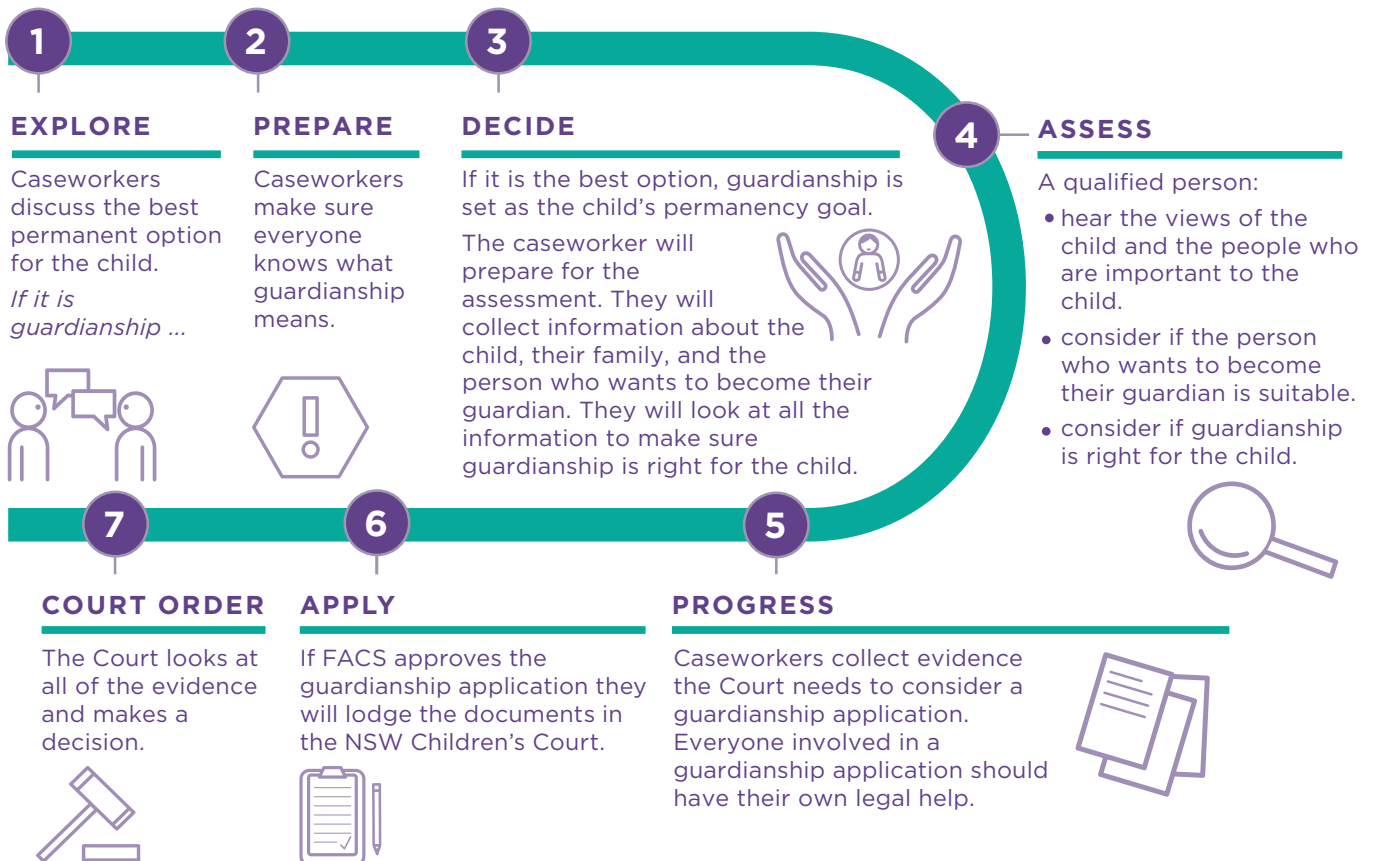 1
EXPLORE
Caseworkers
discuss the best
permanent option
for the child.
If it is
guardianship ...
2
PREPARE
Caseworkers
make sure
everyone
knows what
guardianship
means.
3
DECIDE
If it is the best option, guardianship is
set as the child’s permanency goal.
The caseworker will
prepare for the
assessment. They will
collect information about the
child, their family, and the
person who wants to become their
guardian. They will look at all the
information to make sure
guardianship is right for the child.
4
ASSESS
A qualified person:
• hear the views of the
child and the people who
are important to the
child.
• consider if the person
who wants to become
their guardian is suitable.
• consider if guardianship
is right for the child.
5
PROGRESS
Caseworkers collect evidence
the Court needs to consider a
guardianship application.
Everyone involved in a
guardianship application should
have their own legal help.
6
APPLY
If FACS approves the
guardianship application they
will lodge the documents in
the NSW Children’s Court.
7
COURT ORDER
The Court looks at
all of the evidence
and makes a
decision.